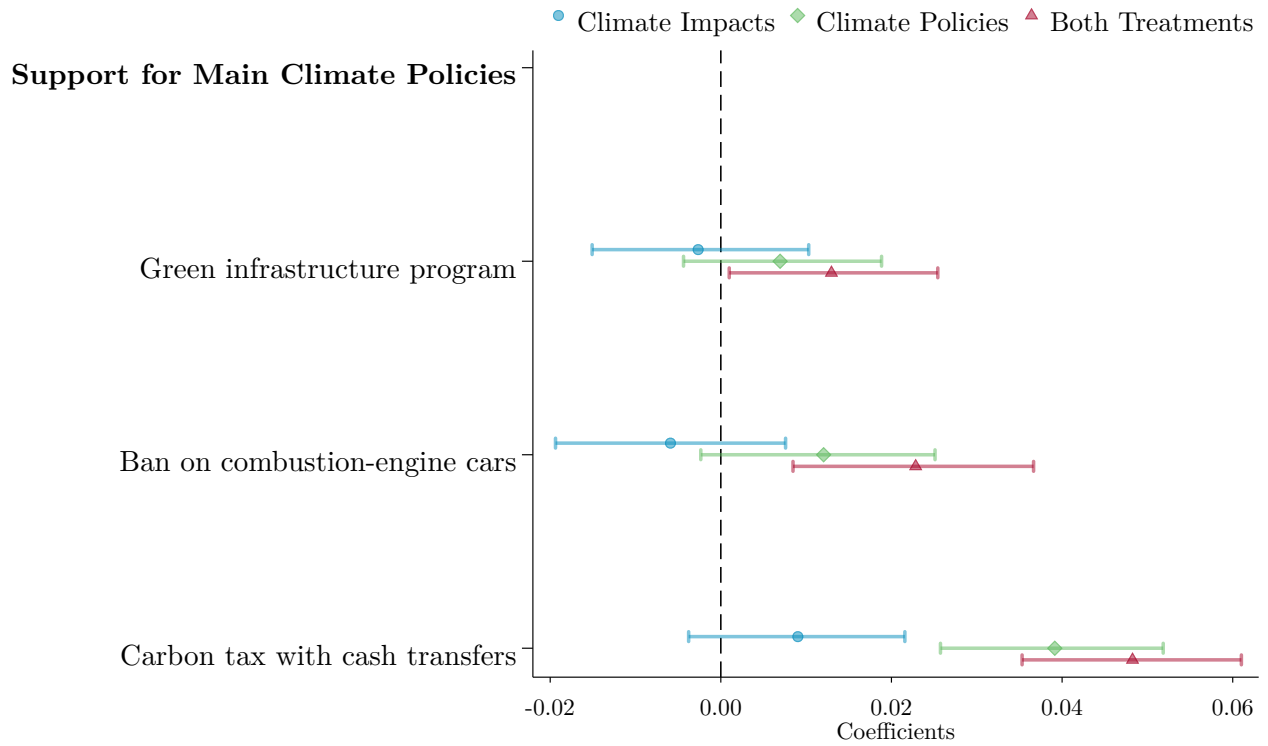 Climate Impacts Climate Policies Both Treatments
Support for Main Climate Policies
Green infrastructure program
Ban on combustion-engine cars
Carbon tax with cash transfers
-0.02 0.00 0.02 0.04 0.06
Coefficients